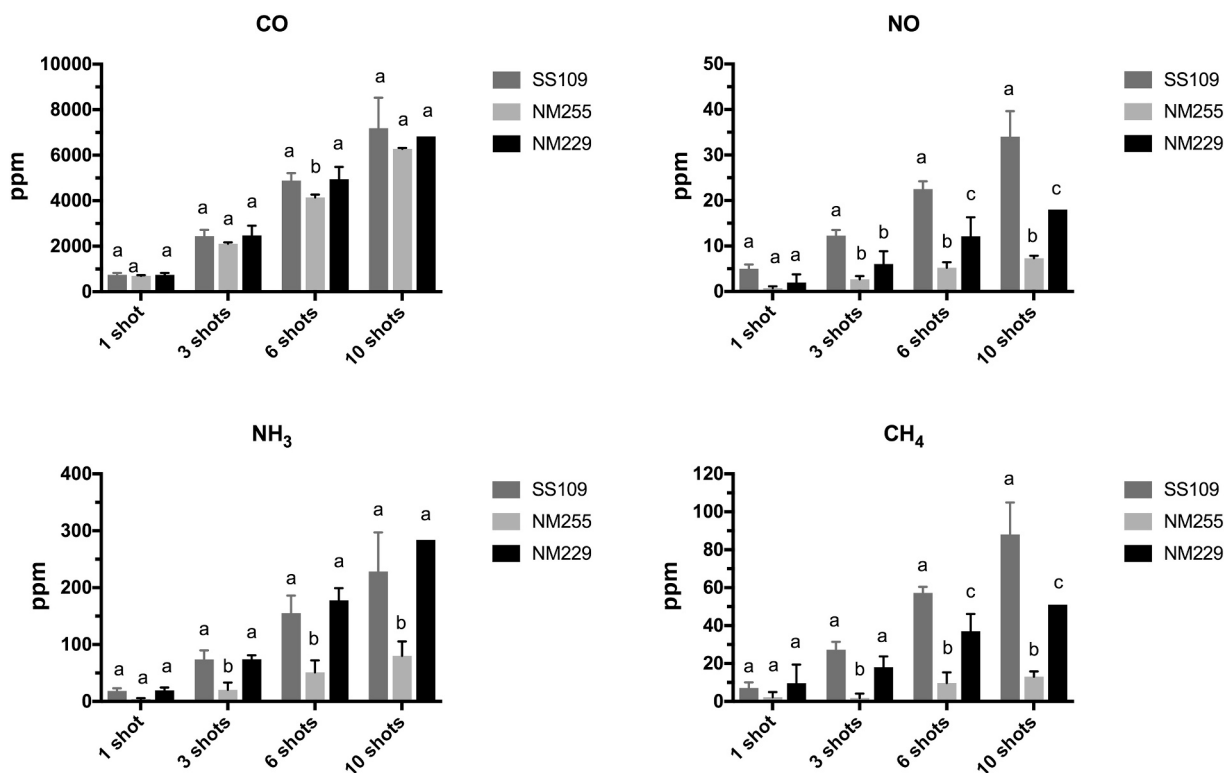 CO
10000
8000
6000
4000
2000
0
ppm
a a a
a a a
a b a
a a a
1 shot
3 shots
6 shots
10 shots
SS109
NM255
NM229
NO
50
40
30
20
10
0
ppm
a a a
a b b
a b c
a b c
1 shot
3 shots
6 shots
10 shots
SS109
NM255
NM229
NH3
400
300
200
100
0
ppm
a a a
a b a
a b a
a b a
1 shot
3 shots
6 shots
10 shots
SS109
NM255
NM229
CH4
120
100
80
60
40
20
0
ppm
a a a
a b a
a b c
a b c
1 shot
3 shots
6 shots
10 shots
SS109
NM255
NM229